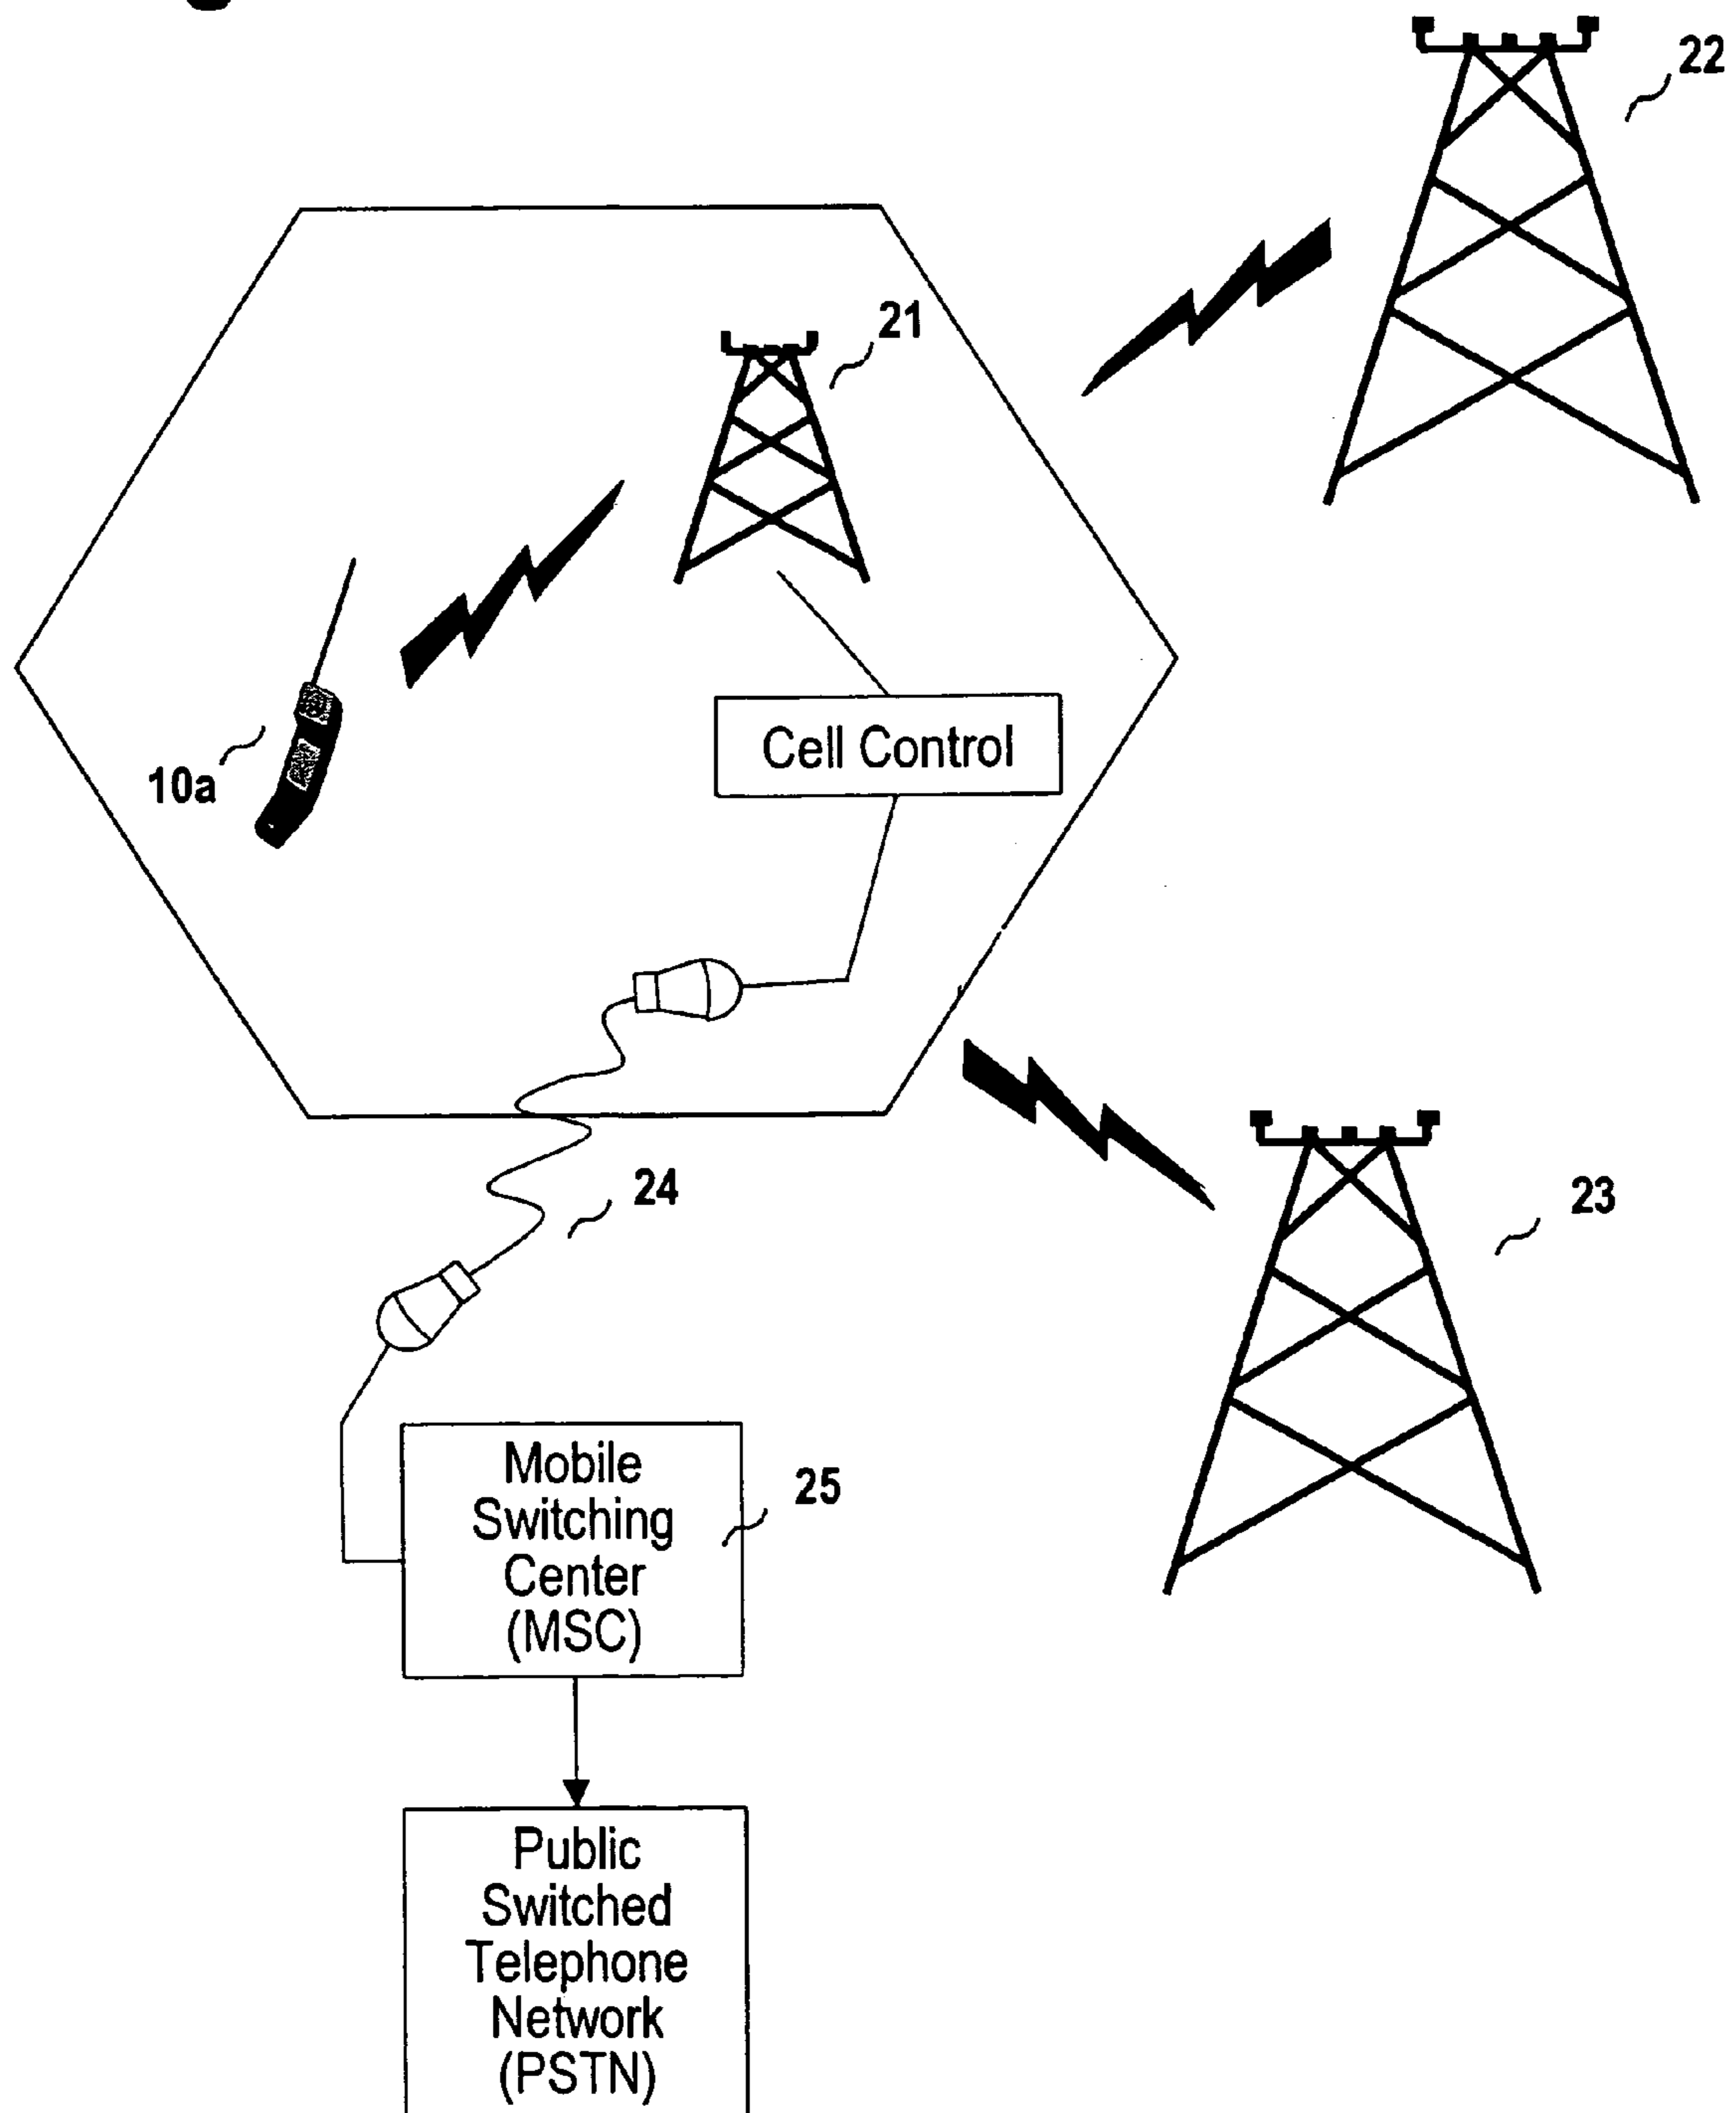 22
21
10a
Cell Control
24
23
25
Mobile
Switching
Center
(MSC)
Public
Switched
Telephone
Network
(PSTN)